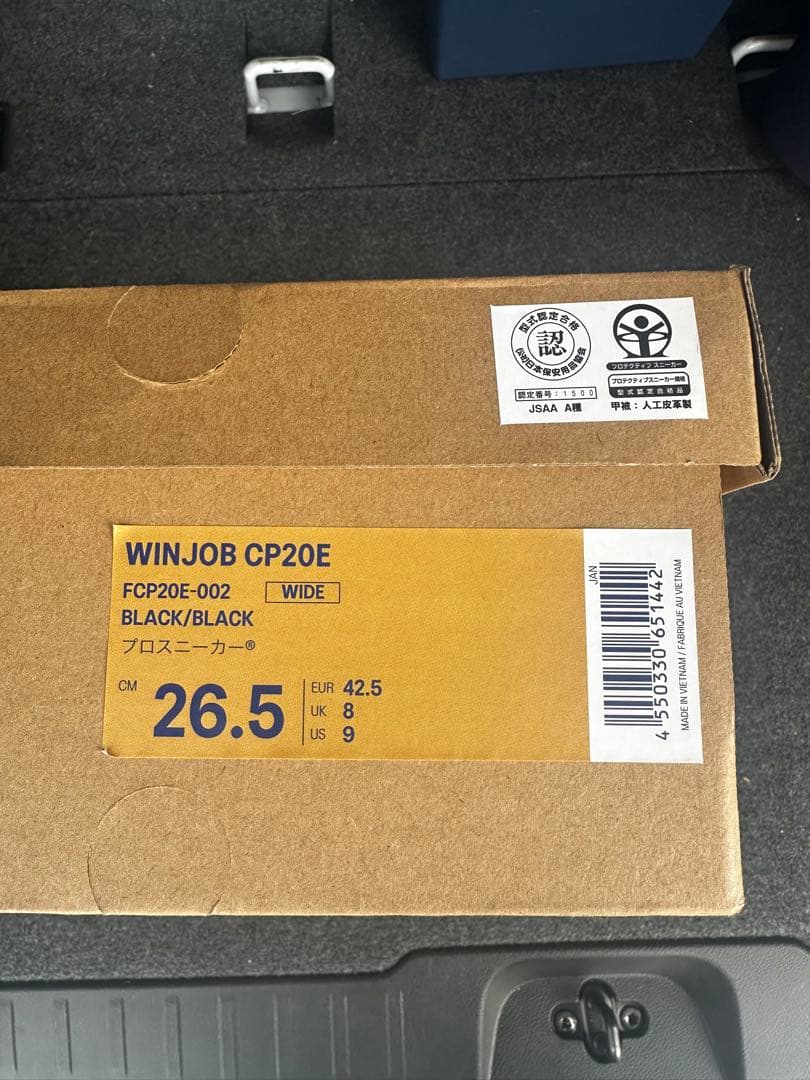 型式認定合格
認
(公社)日本保安用品協会
認定番号:1500
JSAA A種
プロテクティブ スニーカー
プロテクティブスニーカー規格
型式認定合格品
甲被:人工皮革製
WINJOB CP20E
FCP20E-002 WIDE
BLACK/BLACK
プロスニーカー®
CM 26.5
EUR 42.5
UK 8
US 9
JAN
4 550330 651442
MADE IN VIETNAM / FABRIQUE AU VIETNAM